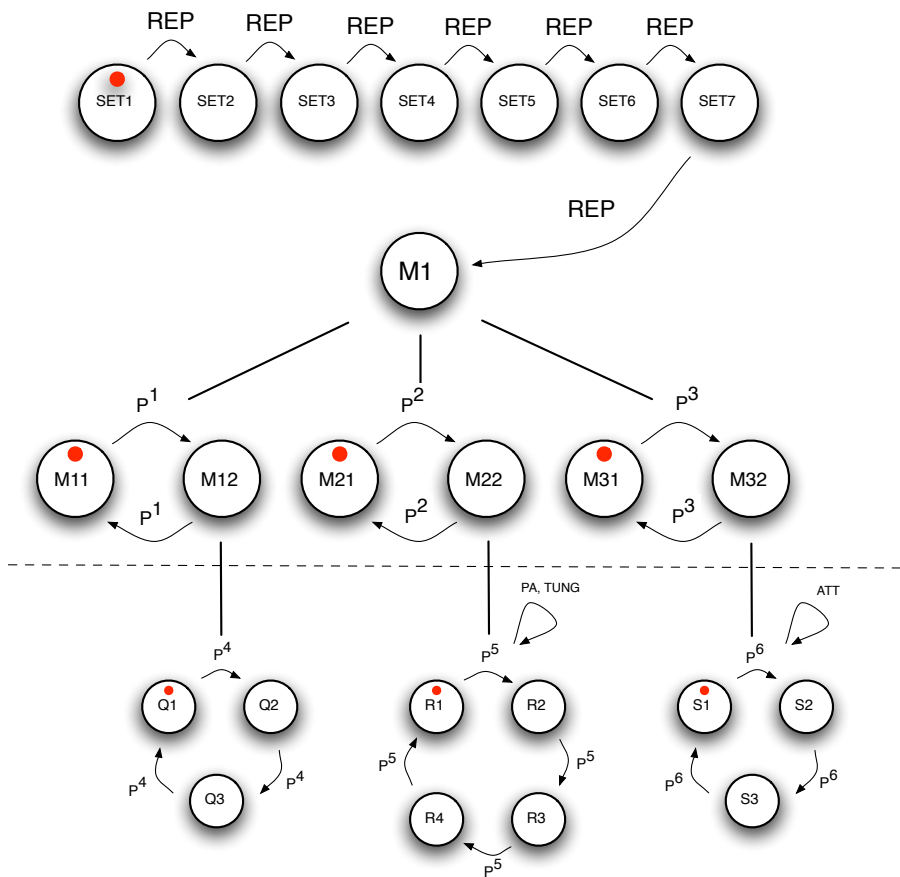 REP REP REP REP REP REP
SET1 SET2 SET3 SET4 SET5 SET6 SET7
REP
M1
P¹ P² P³
M11 M12 M21 M22 M31 M32
P¹ P² P³
PA, TUNG ATT
P⁴ P⁵ P⁶
Q1 Q2 R1 R2 S1 S2
P⁴ P⁴ P⁵ P⁵ P⁶ P⁶
Q3 R4 R3 S3
P⁵